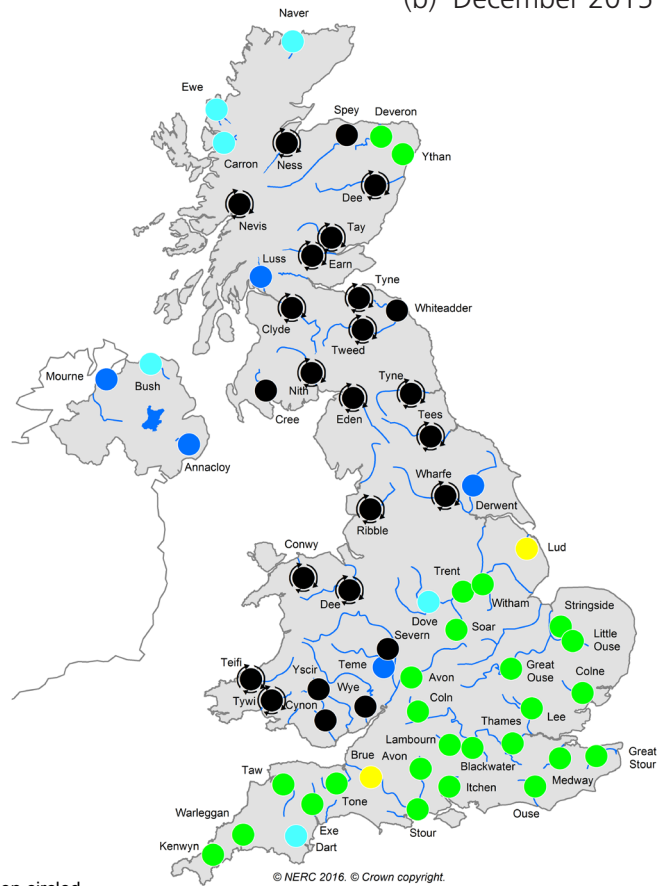 (b) December 2015
Naver
Ewe
Spey
Deveron
Carron
Ness
Ythan
Dee
Nevis
Tay
Luss
Earn
Tyne
Whiteadder
Clyde
Tweed
Mourne
Bush
Nith
Tyne
Cree
Eden
Tees
Annacloy
Wharfe
Derwent
Ribble
Conwy
Lud
Trent
Dee
Dove
Witham
Stringside
Severn
Soar
Little
Ouse
Teifi
Yscir
Teme
Avon
Great
Ouse
Colne
Tywi
Cynon
Wye
Coln
Thames
Lee
Lambourn
Brue
Avon
Blackwater
Great
Stour
Taw
Medway
Itchen
Warleggan
Tone
Ouse
Exe
Stour
Kenwyn
Dart
© NERC 2016. © Crown copyright.